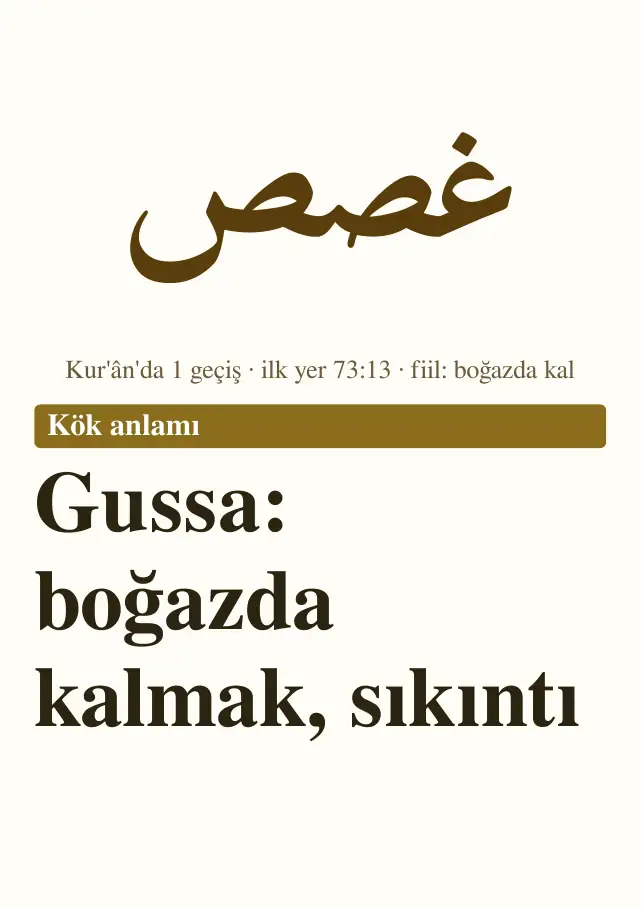 غصص
Kur'ân'da 1 geçiş · ilk yer 73:13 · fiil: boğazda kal
Kök anlamı
Gussa:
boğazda
kalmak, sıkıntı